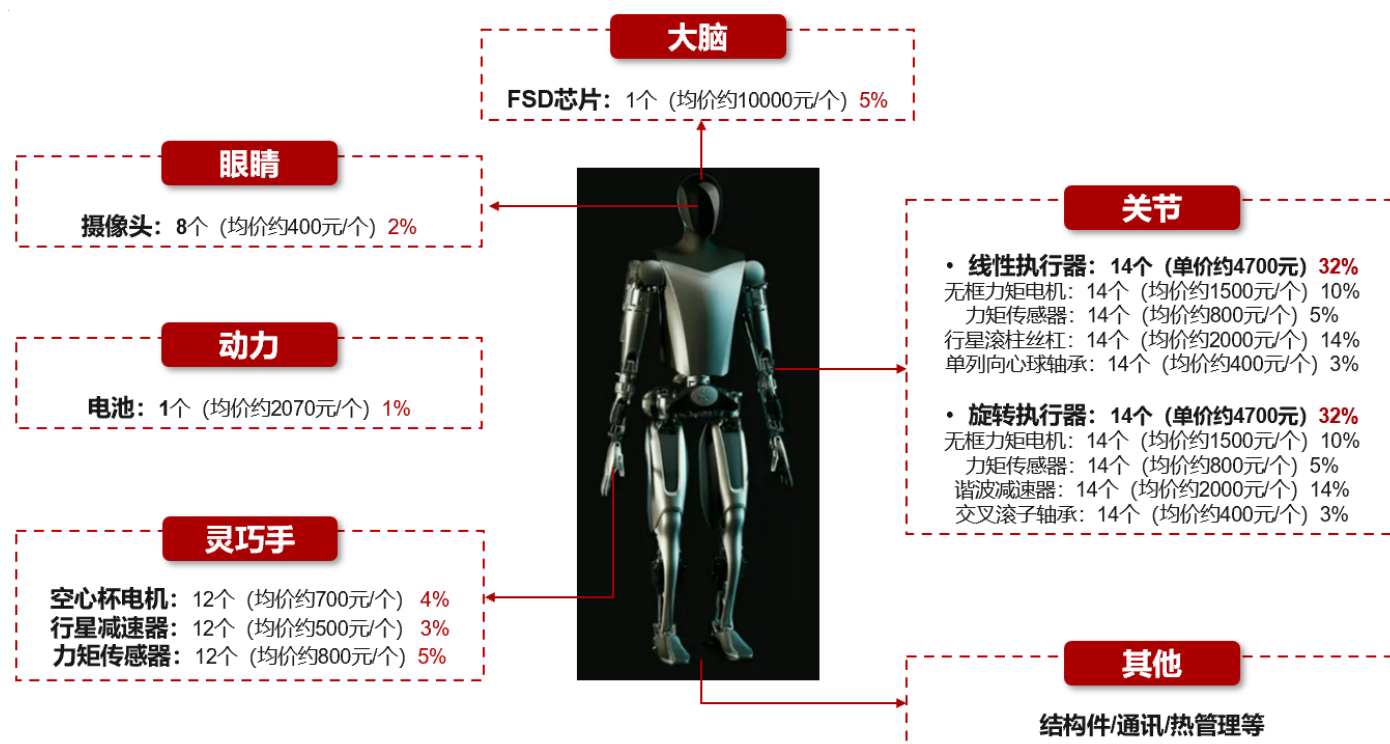 大脑
FSD芯片：1个（均价约10000元/个）5%
眼睛
摄像头：8个（均价约400元/个）2%
动力
电池：1个（均价约2070元/个）1%
灵巧手
空心杯电机：12个（均价约700元/个） 4%
行星减速器：12个（均价约500元/个）3%
力矩传感器：12个（均价约800元/个）5%
关节
• 线性执行器：14个（单价约4700元）32%
无框力矩电机：14个（均价约1500元/个）10%
力矩传感器：14个（均价约800元/个）5%
行星滚柱丝杠：14个（均价约2000元/个）14%
单列向心球轴承：14个（均价约400元/个）3%
• 旋转执行器：14个（单价约4700元）32%
无框力矩电机：14个（均价约1500元/个）10%
力矩传感器：14个（均价约800元/个）5%
谐波减速器：14个（均价约2000元/个）14%
交叉滚子轴承：14个（均价约400元/个）3%
其他
结构件/通讯/热管理等